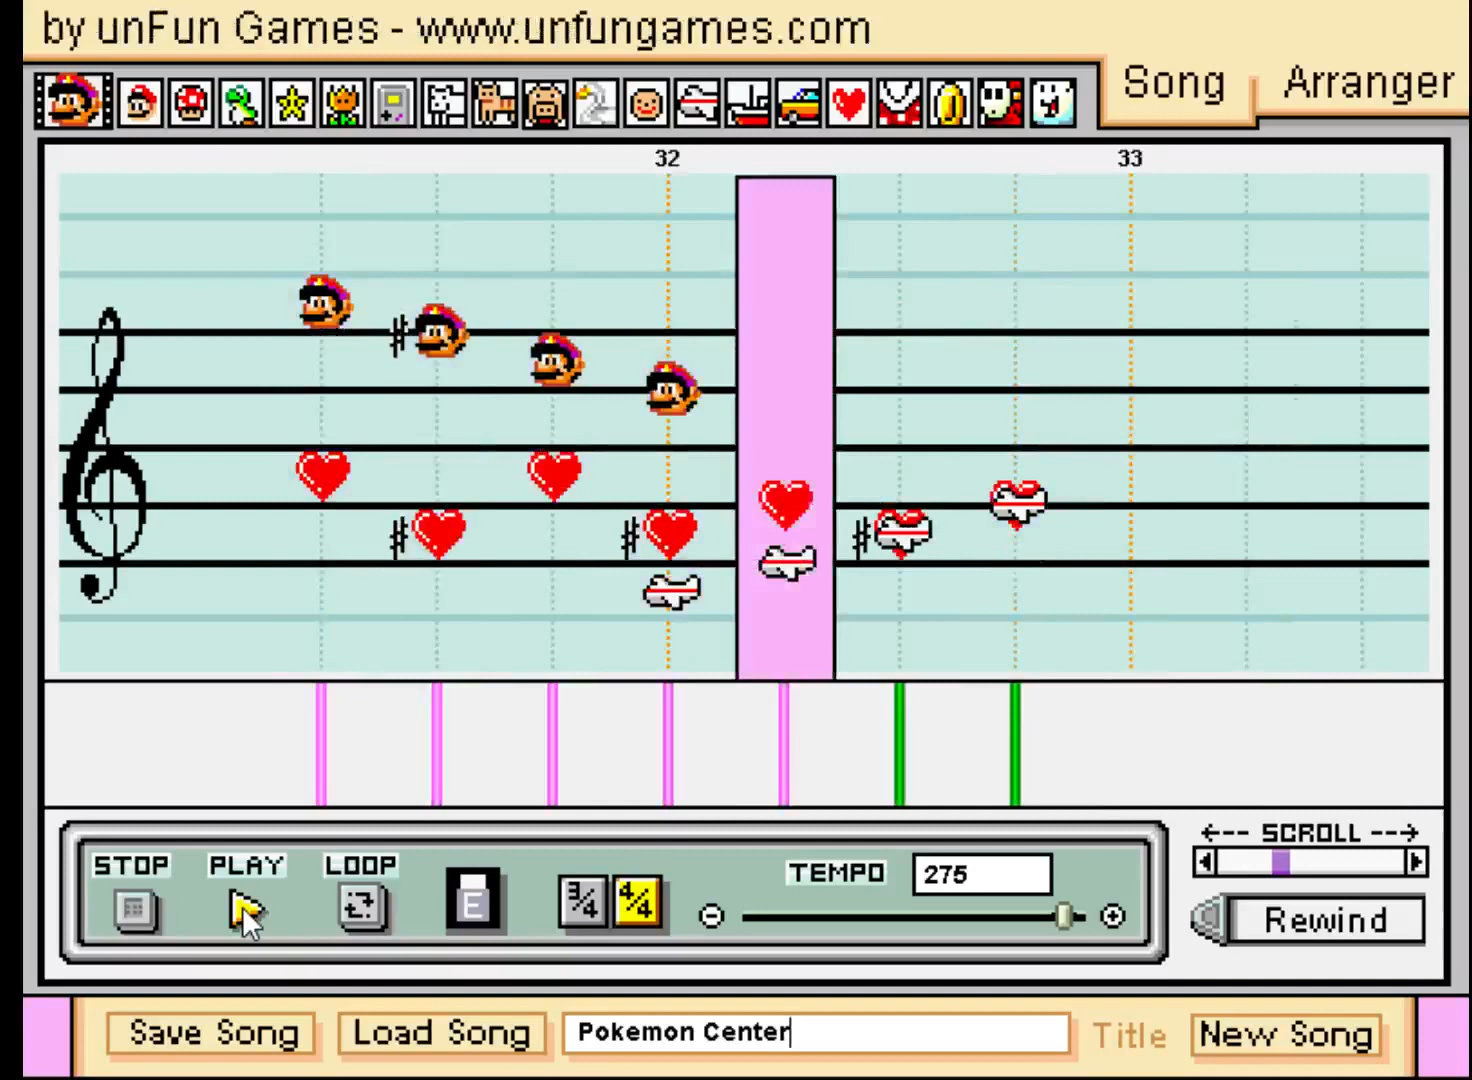 by unFun Games - www.unfungames.com
Song Arranger
32 33
STOP PLAY LOOP
E
3/4 4/4
TEMPO 275
<--- SCROLL --->
Rewind
Save Song Load Song Pokemon Center Title New Song